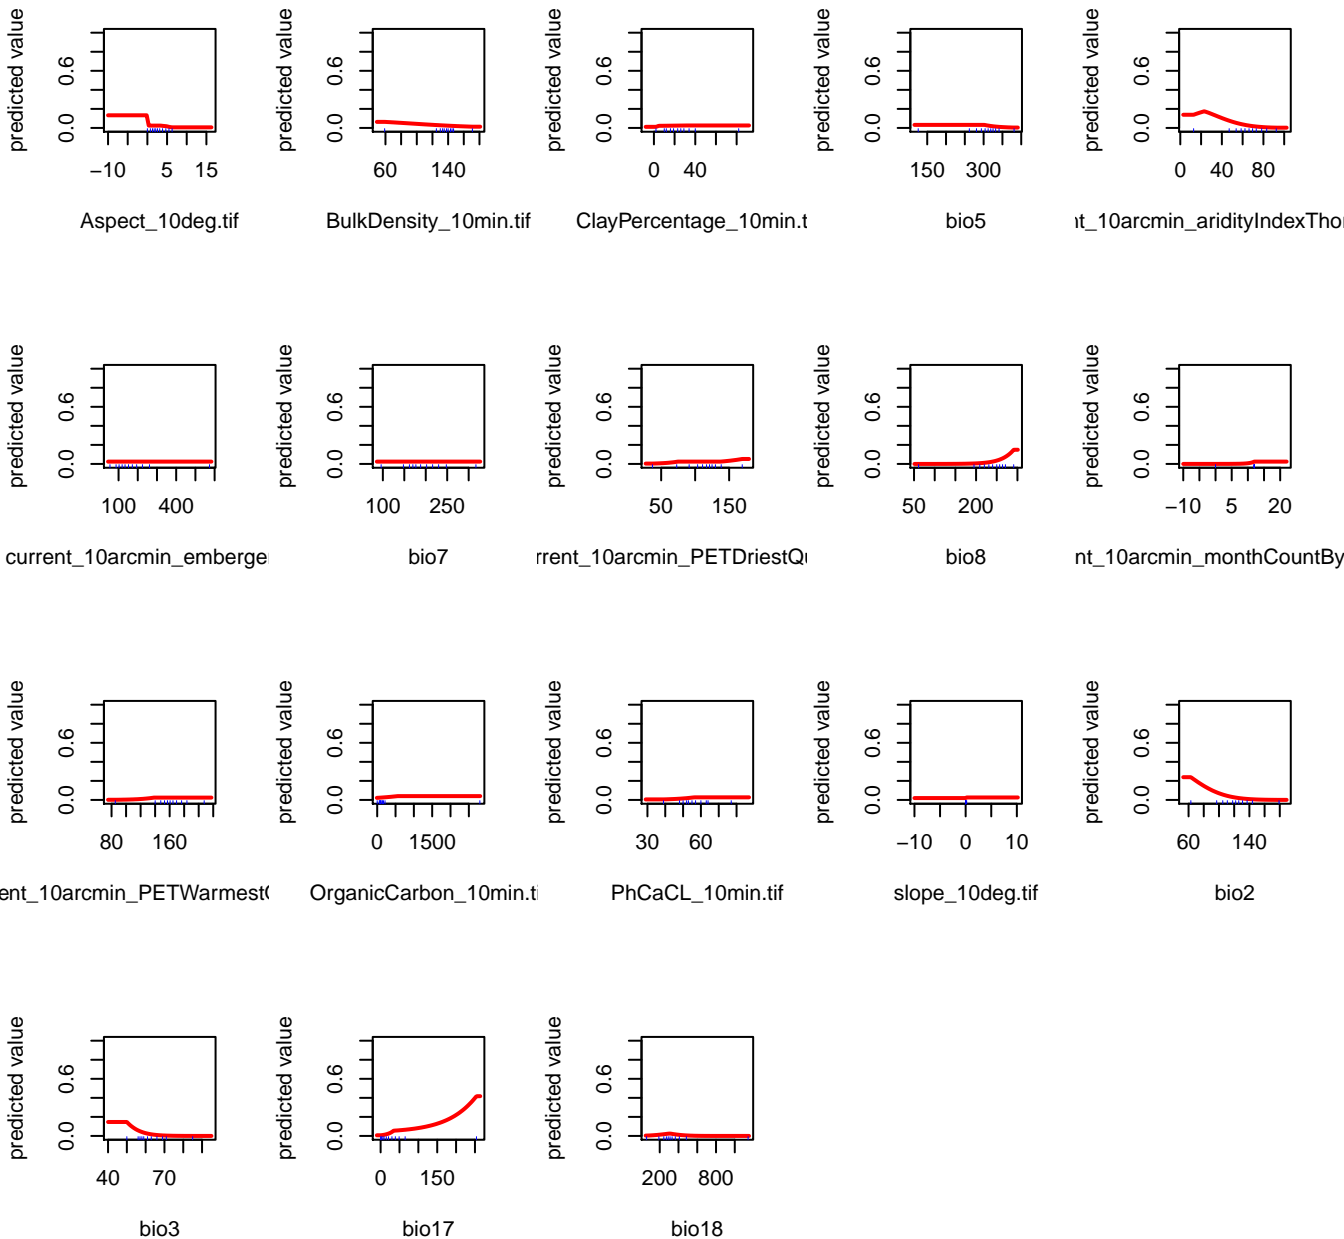 predicted value
0.0 0.6
−10 5 15
Aspect_10deg.tif
predicted value
0.0 0.6
60 140
BulkDensity_10min.tif
predicted value
0.0 0.6
0 40
ClayPercentage_10min.t
predicted value
0.0 0.6
150 300
bio5
predicted value
0.0 0.6
0 40 80
nt_10arcmin_aridityIndexThor
predicted value
0.0 0.6
100 400
current_10arcmin_emberger
predicted value
0.0 0.6
100 250
bio7
predicted value
0.0 0.6
50 150
rrent_10arcmin_PETDriestQu
predicted value
0.0 0.6
50 200
bio8
predicted value
0.0 0.6
−10 5 20
nt_10arcmin_monthCountBy
predicted value
0.0 0.6
80 160
ent_10arcmin_PETWarmestQ
predicted value
0.0 0.6
0 1500
OrganicCarbon_10min.ti
predicted value
0.0 0.6
30 60
PhCaCL_10min.tif
predicted value
0.0 0.6
−10 0 10
slope_10deg.tif
predicted value
0.0 0.6
60 140
bio2
predicted value
0.0 0.6
40 70
bio3
predicted value
0.0 0.6
0 150
bio17
predicted value
0.0 0.6
200 800
bio18